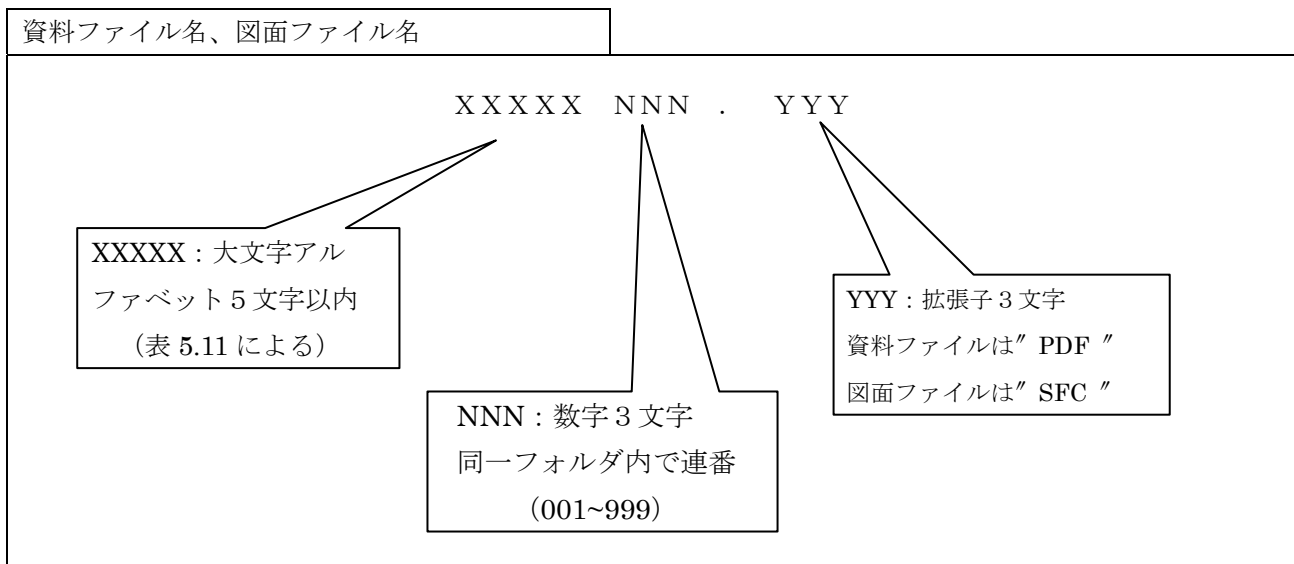 資料ファイル名、図面ファイル名
ＸＸＸＸＸ　ＮＮＮ　．　ＹＹＹ
XXXXX：大文字アル
ファベット５文字以内
（表 5.11 による）
NNN：数字３文字
同一フォルダ内で連番
（001~999）
YYY：拡張子３文字
資料ファイルは〃 PDF 〃
図面ファイルは〃 SFC 〃